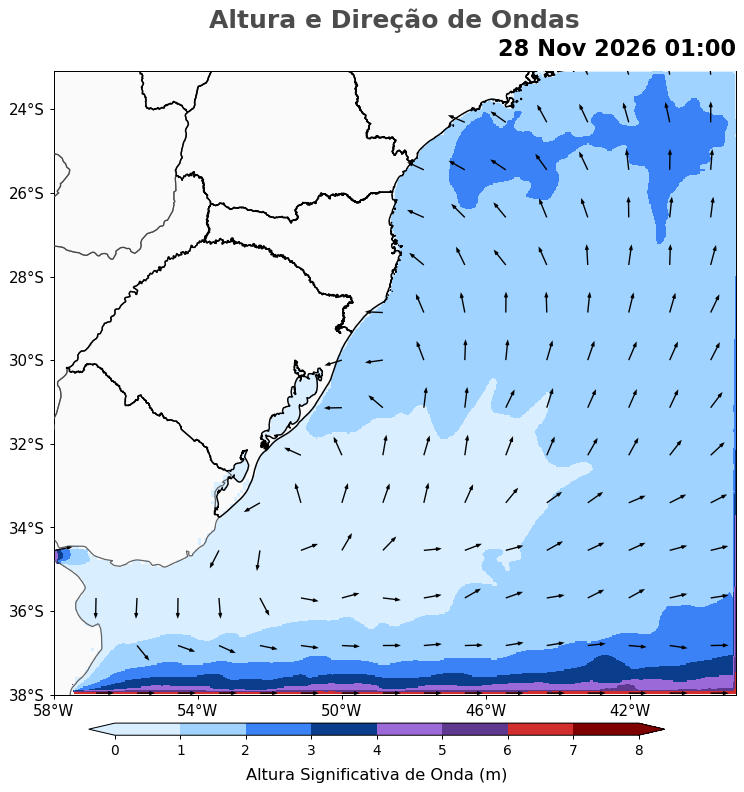 Altura e Direção de Ondas
28 Nov 2026 01:00
24°S
26°S
28°S
30°S
32°S
34°S
36°S
38°S
58°W 54°W 50°W 46°W 42°W
0 1 2 3 4 5 6 7 8
Altura Significativa de Onda (m)